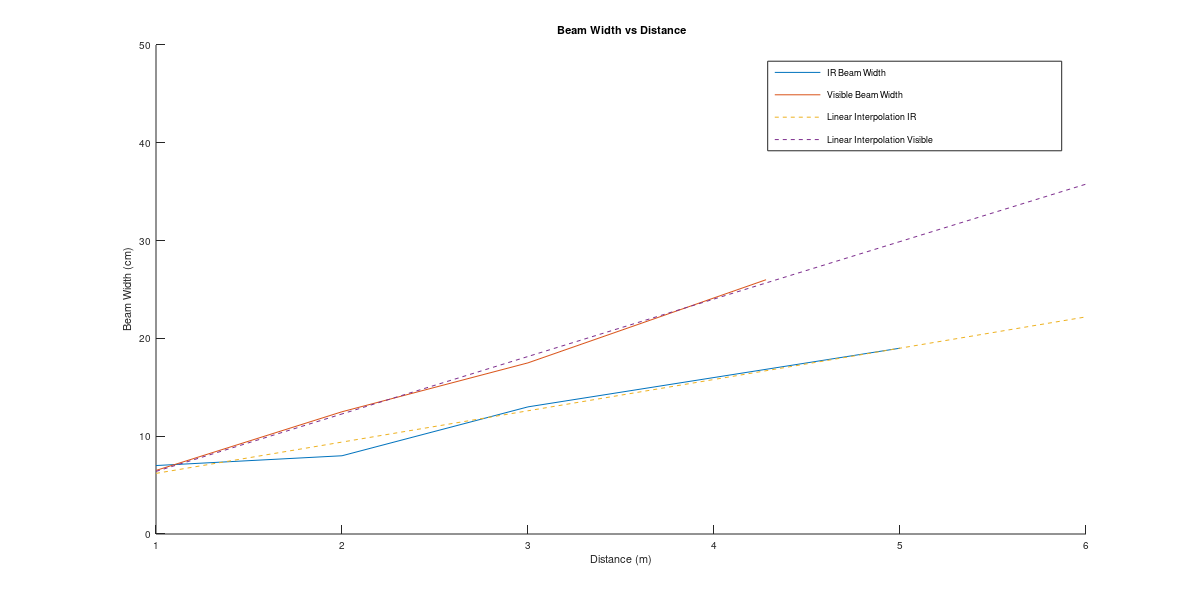 Beam Width vs Distance
50
40
30
20
10
0
Beam Width (cm)
IR Beam Width
Visible Beam Width
Linear Interpolation IR
Linear Interpolation Visible
1 2 3 4 5 6
Distance (m)